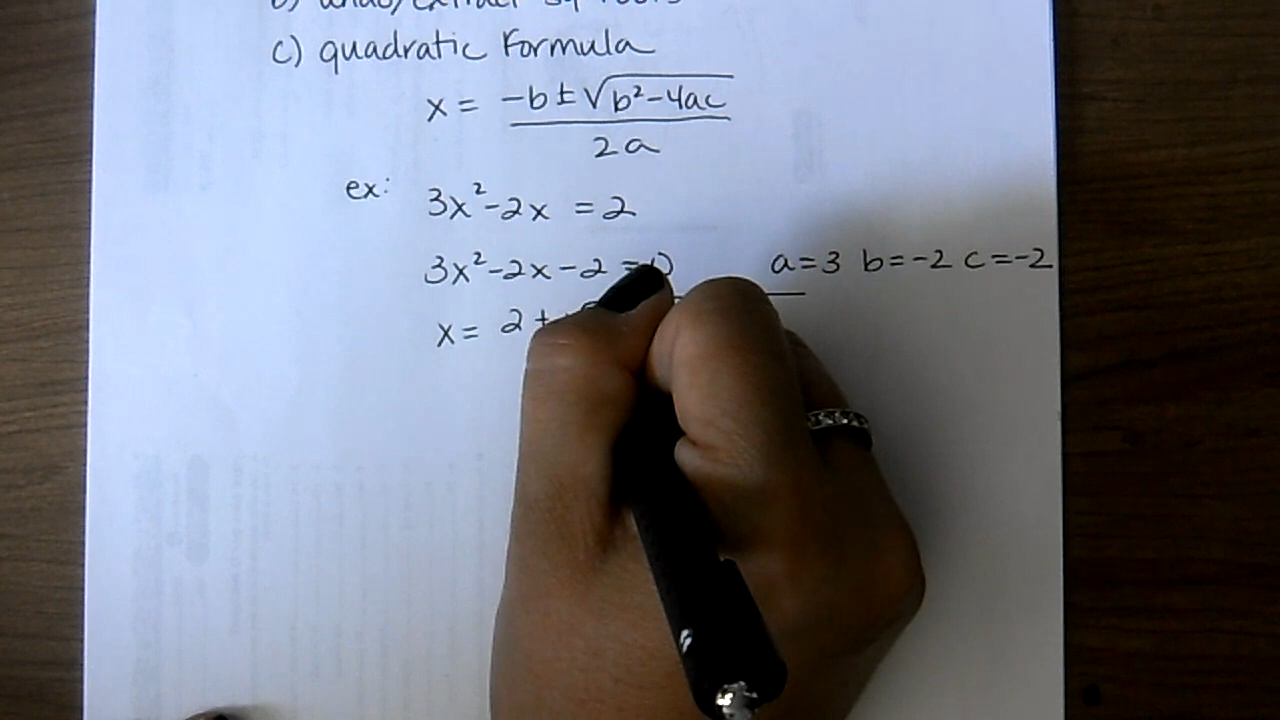 c) quadratic Formula
x = -b ± √b²-4ac / 2a
ex:
3x²-2x = 2
3x²-2x-2=0 a=3 b=-2 c=-2
x= 2 ±